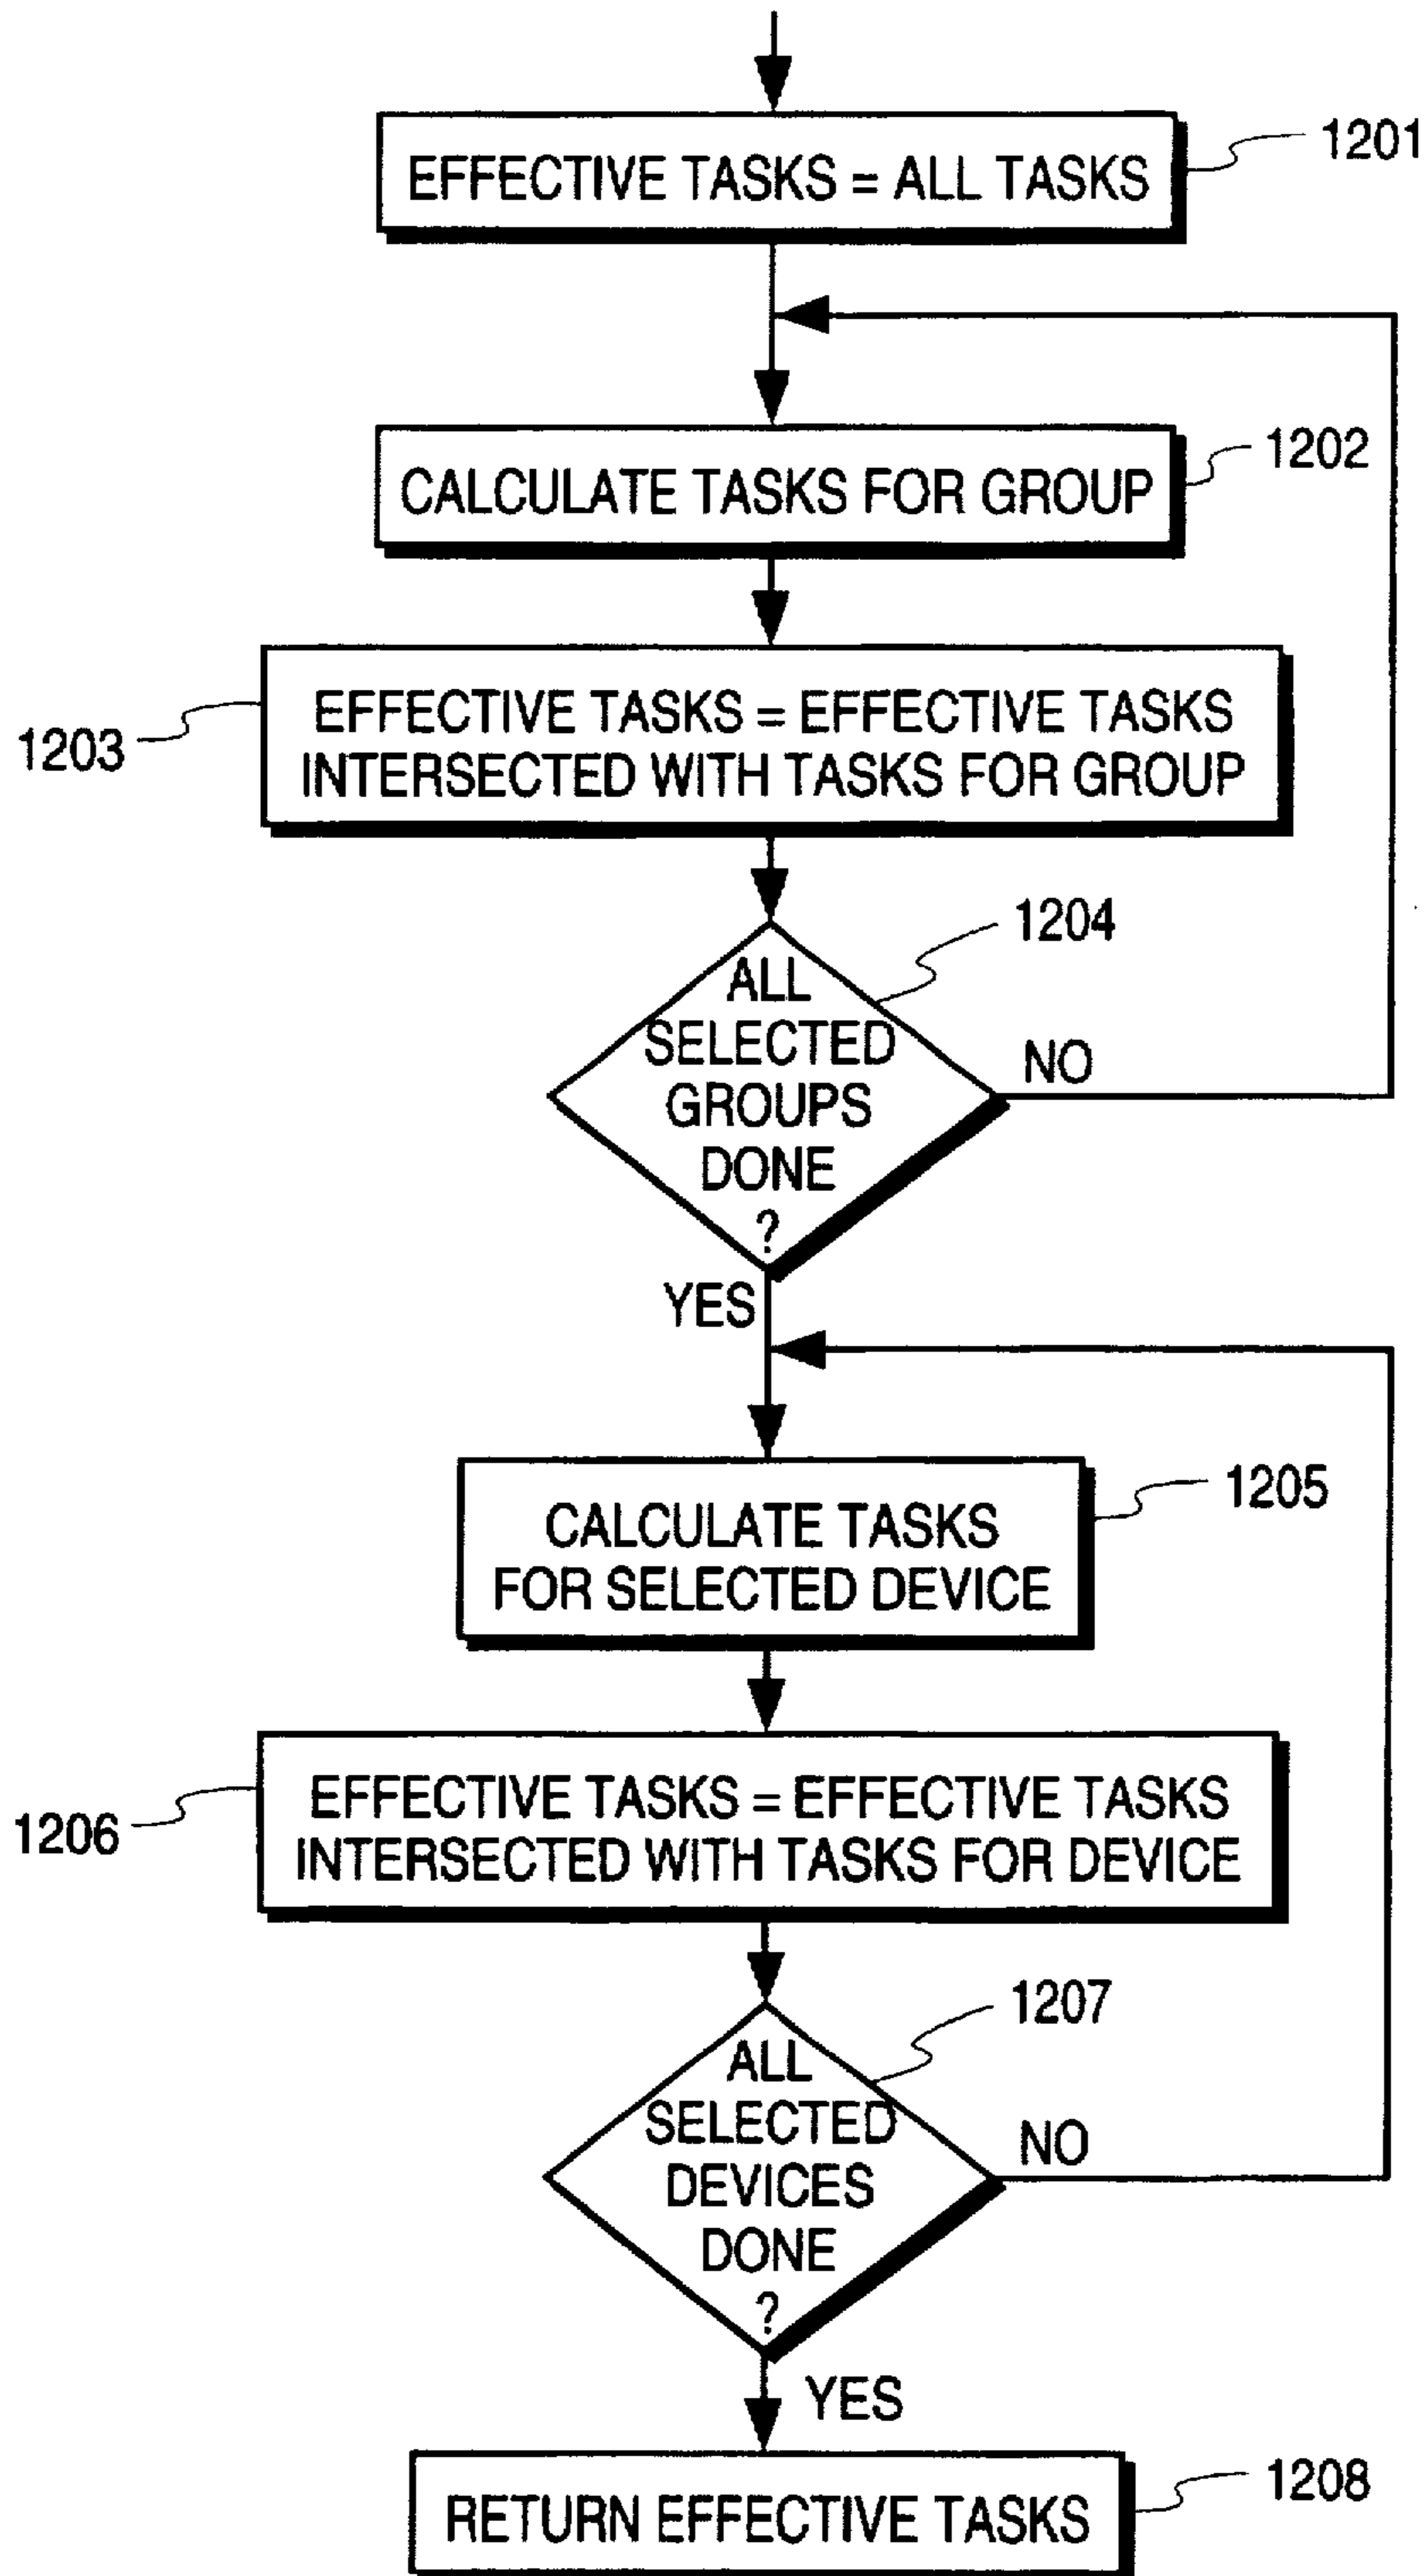 EFFECTIVE TASKS = ALL TASKS
1201
CALCULATE TASKS FOR GROUP
1202
EFFECTIVE TASKS = EFFECTIVE TASKS
INTERSECTED WITH TASKS FOR GROUP
1203
1204
ALL
SELECTED
GROUPS
DONE
?
NO
YES
CALCULATE TASKS
FOR SELECTED DEVICE
1205
EFFECTIVE TASKS = EFFECTIVE TASKS
INTERSECTED WITH TASKS FOR DEVICE
1206
1207
ALL
SELECTED
DEVICES
DONE
?
NO
YES
RETURN EFFECTIVE TASKS
1208